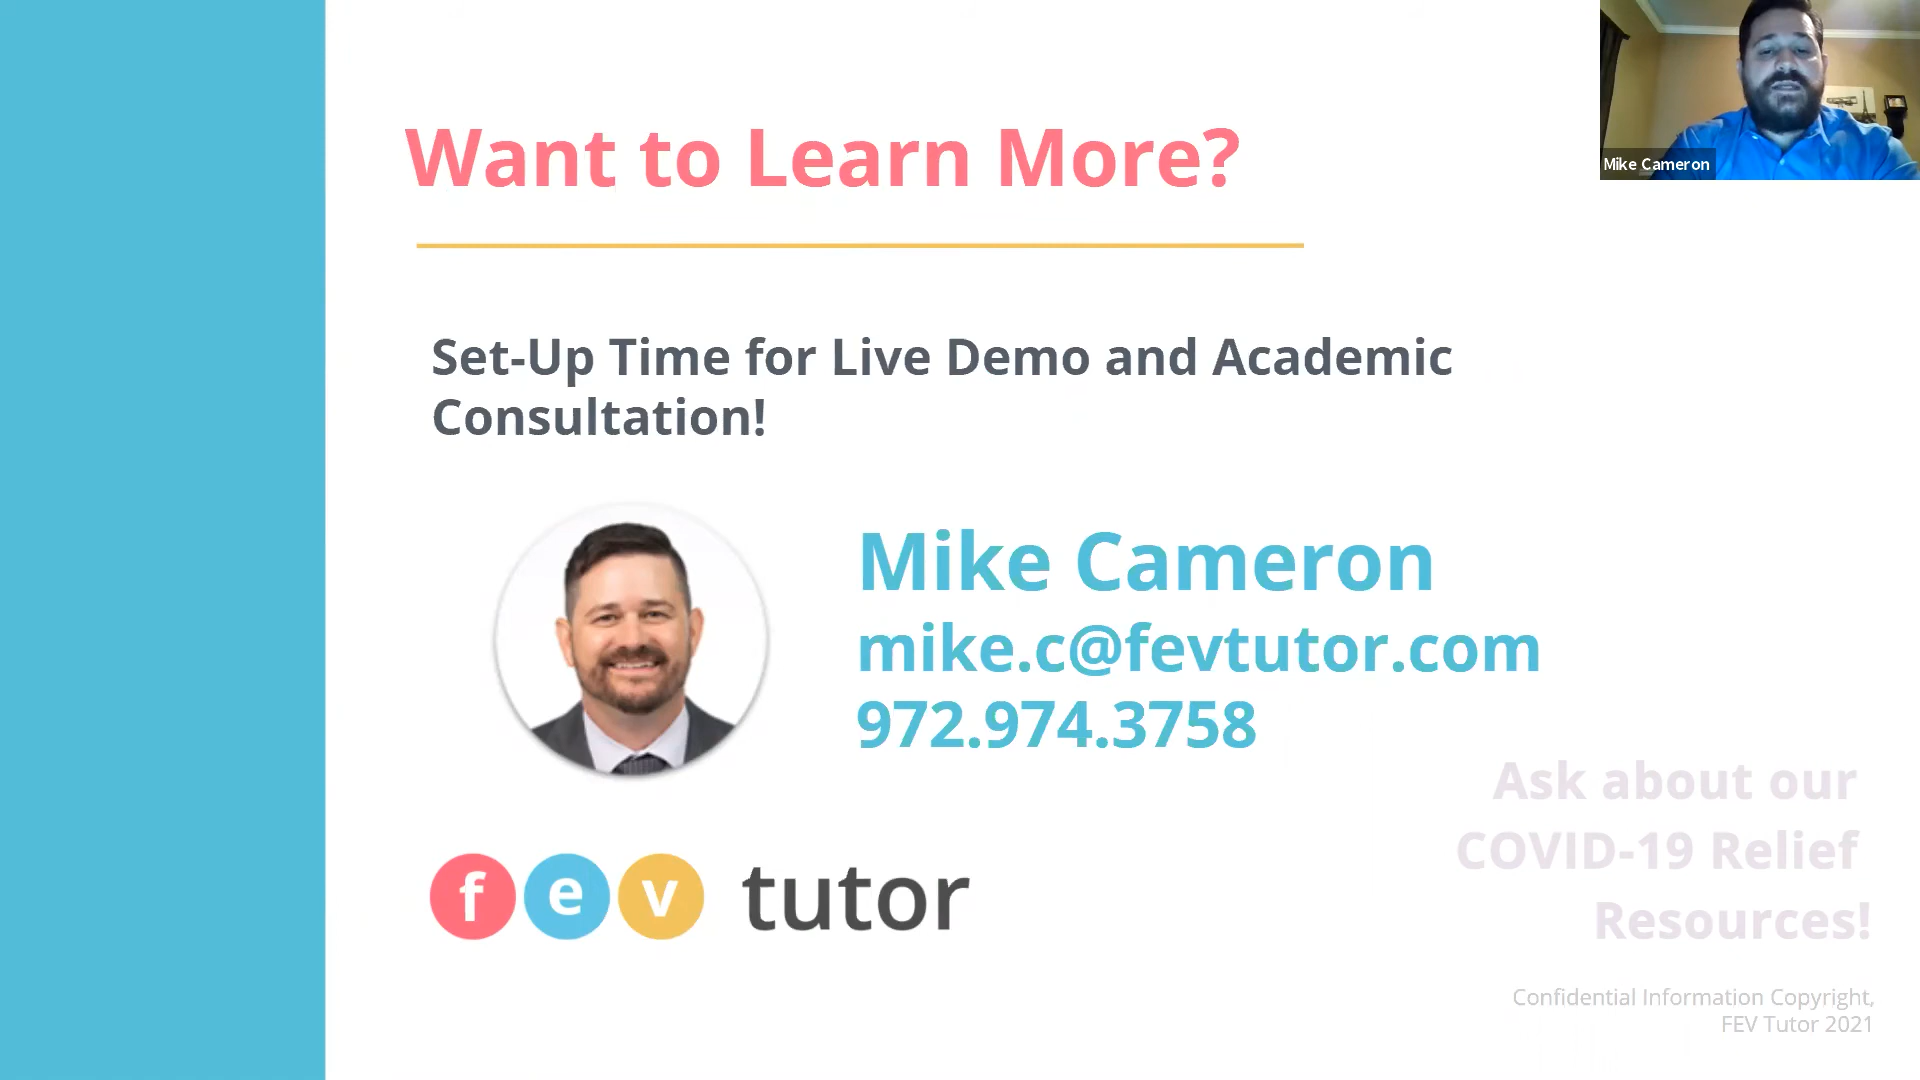 Want to Learn More?
Mike Cameron
Set-Up Time for Live Demo and Academic
Consultation!
Mike Cameron
mike.c@fevtutor.com
972.974.3758
Ask about our
COVID-19 Relief
Resources!
fev tutor
Confidential Information Copyright,
FEV Tutor 2021